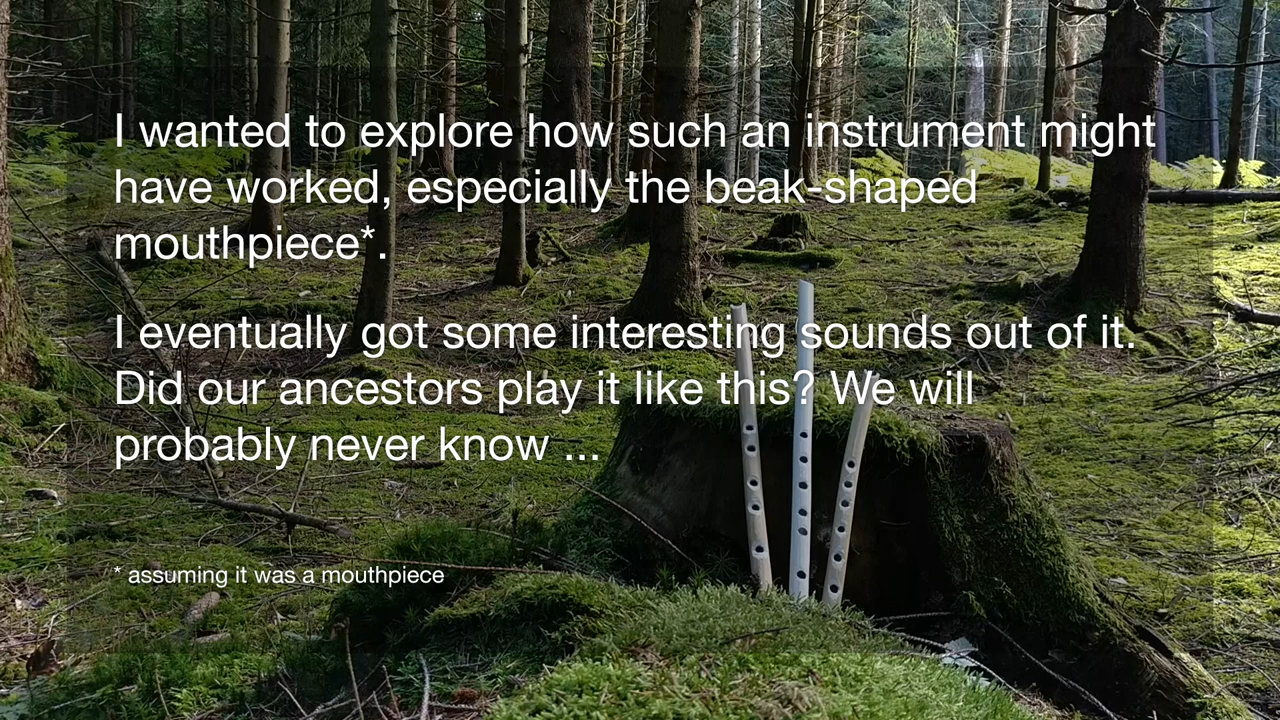 I wanted to explore how such an instrument might
have worked, especially the beak-shaped
mouthpiece*.
I eventually got some interesting sounds out of it.
Did our ancestors play it like this? We will
probably never know ...
* assuming it was a mouthpiece